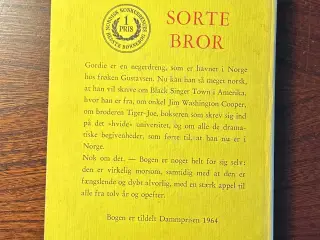 NORDISK KONKURRENCES
1
PRIS
BEDSTE BØRNEBOG
SORTE
BROR
Gordie er en negerdreng, som er havnet i Norge
hos frøken Gustavsen. Nu kan han så meget norsk,
at han vil skrive om Black Singer Town i Amerika,
hvor han er fra, om onkel Jim Washington Cooper,
om broderen Tiger-Joe, bokseren som skrev sig ind
på det »hvide« universitet, og om alle de drama-
tiske begivenheder, som førte til, at han nu er i
Norge.
Nok om det. — Bogen er noget helt for sig selv;
den er virkelig morsom, samtidig med at den er
fængslende og dybt alvorlig, med en stærk appel til
alle fra tolv år og opefter.
Bogen er tildelt Dammprisen 1964.